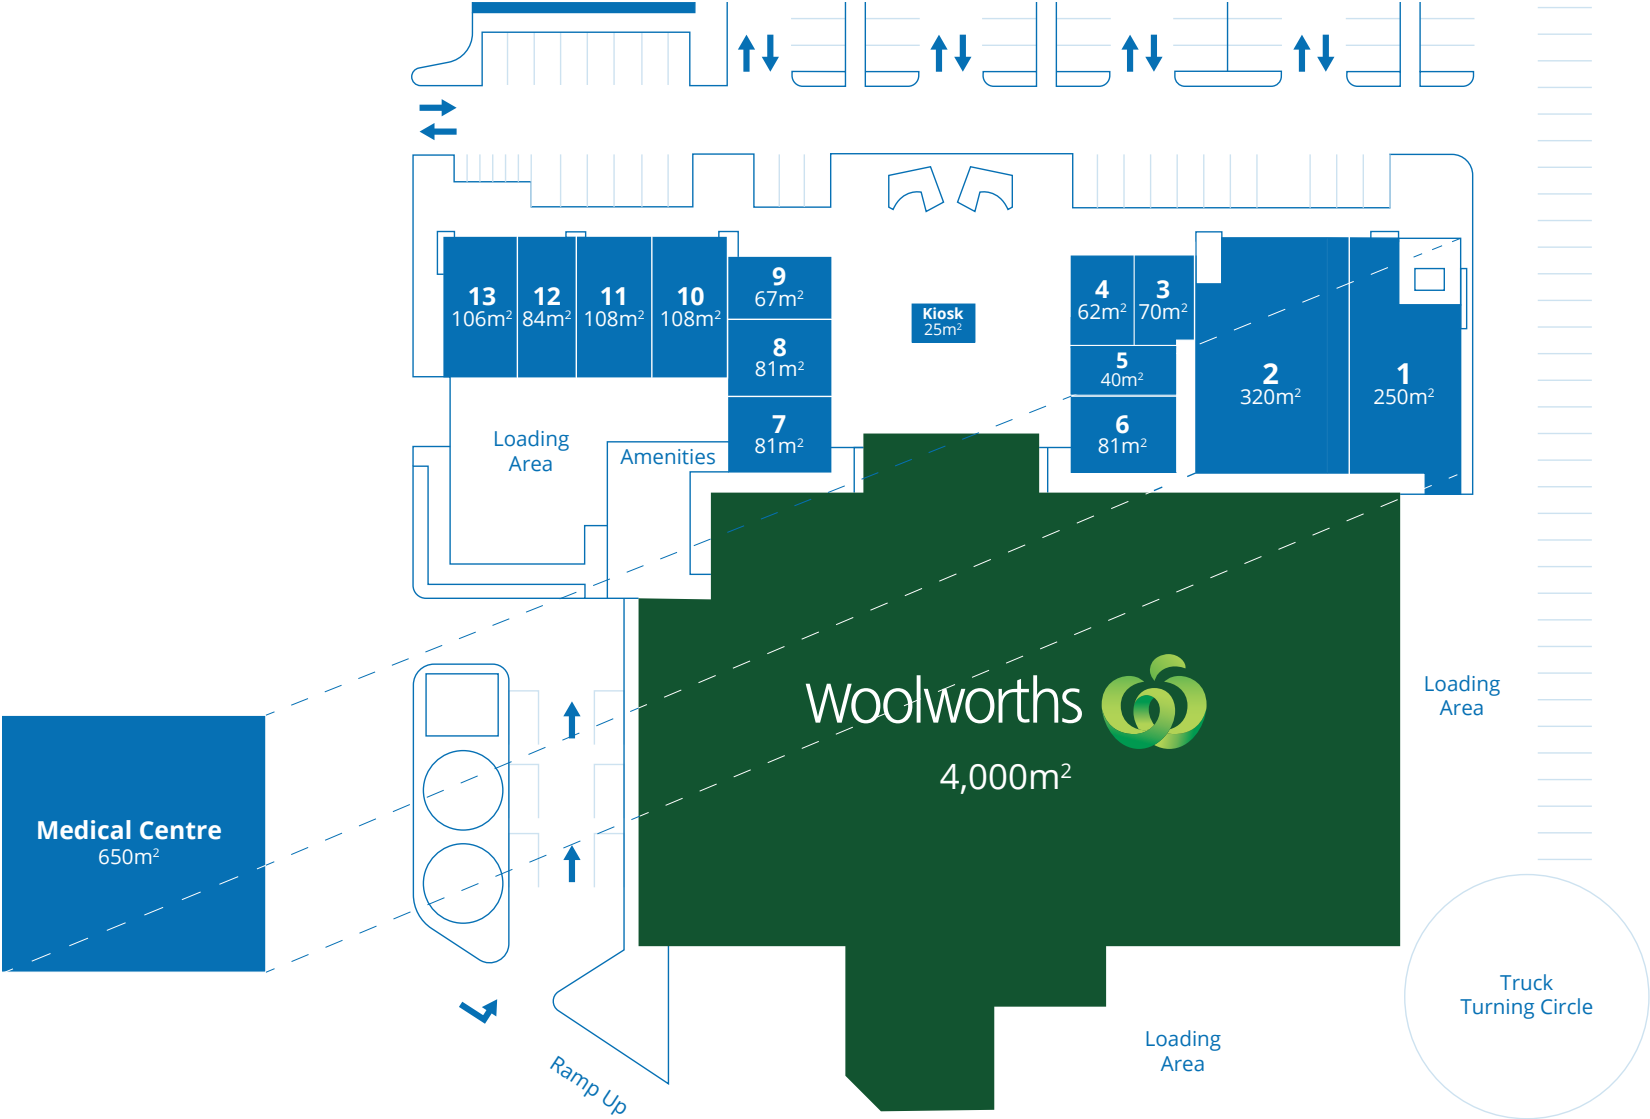 13
106m²
12
84m²
11
108m²
10
108m²
9
67m²
8
81m²
7
81m²
Kiosk
25m²
4
62m²
3
70m²
5
40m²
6
81m²
2
320m²
1
250m²
Loading
Area
Amenities
Woolworths
4,000m²
Loading
Area
Medical Centre
650m²
Truck
Turning Circle
Loading
Area
Ramp Up